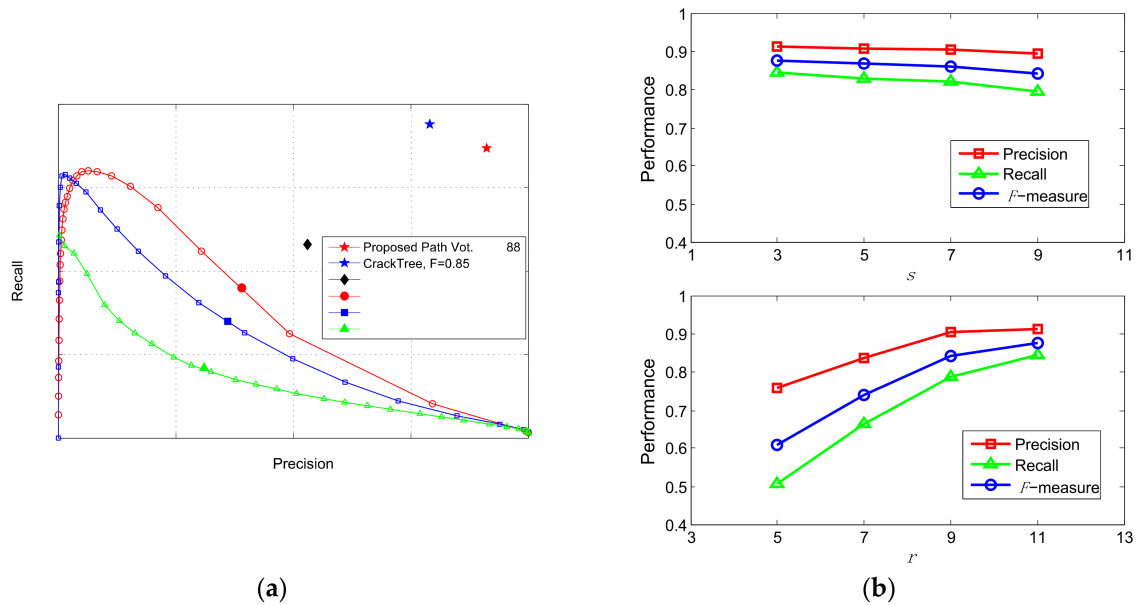 Recall
Proposed Path Vot. 88
CrackTree, F=0.85
Precision
(a)
Performance
1
0.9
0.8
0.7
0.6
0.5
0.4
Precision
Recall
F-measure
1 3 5 7 9 11
s
Performance
1
0.9
0.8
0.7
0.6
0.5
0.4
Precision
Recall
F-measure
3 5 7 9 11 13
r
(b)